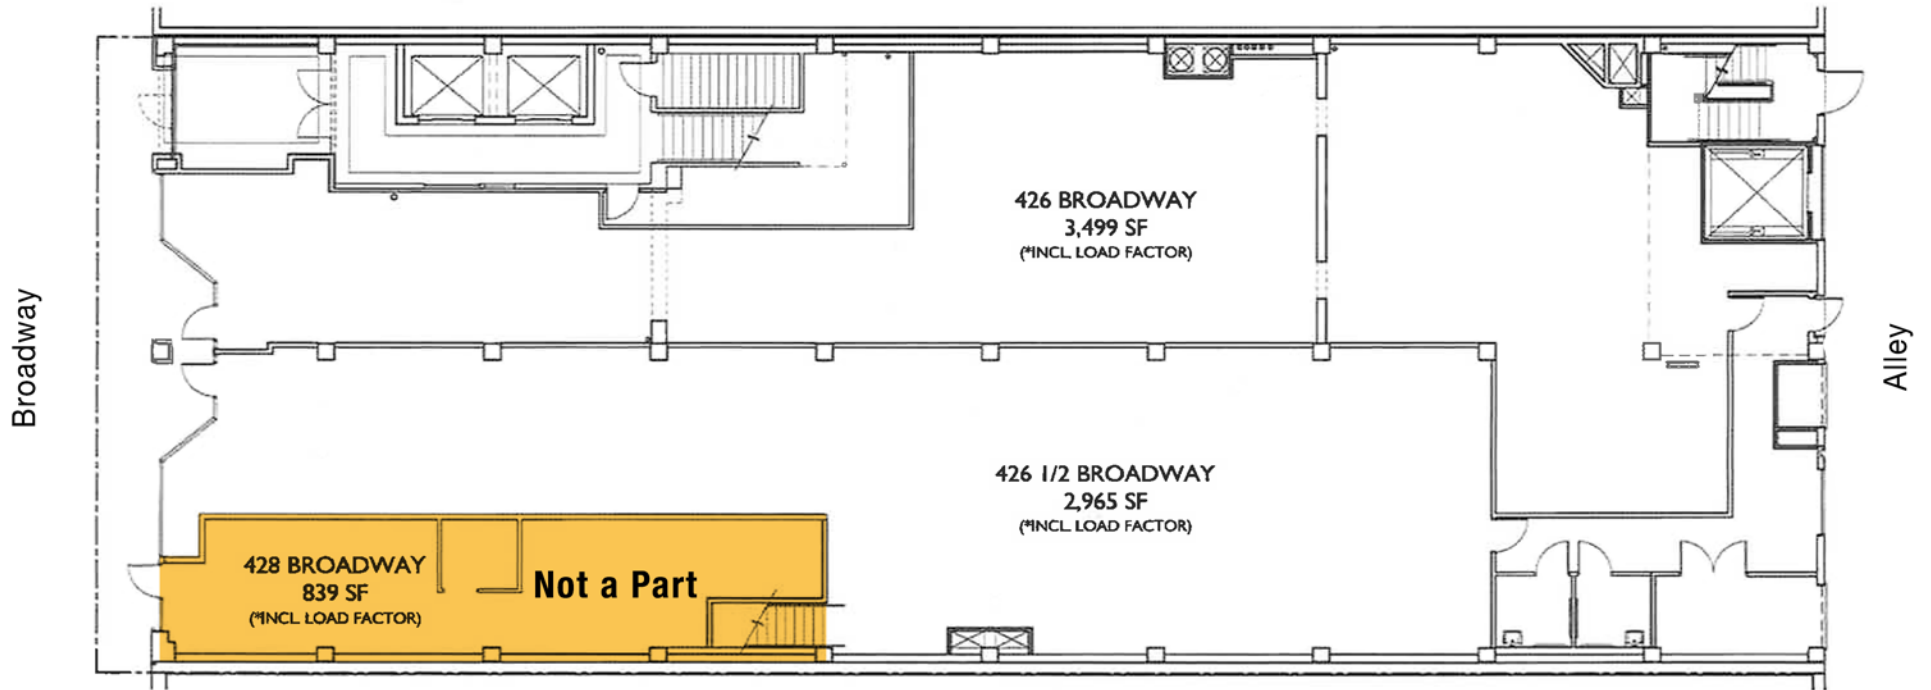 426 BROADWAY
3,499 SF
(*INCL. LOAD FACTOR)
Broadway
Alley
426 1/2 BROADWAY
2,965 SF
(*INCL. LOAD FACTOR)
428 BROADWAY
839 SF
(*INCL. LOAD FACTOR)
Not a Part